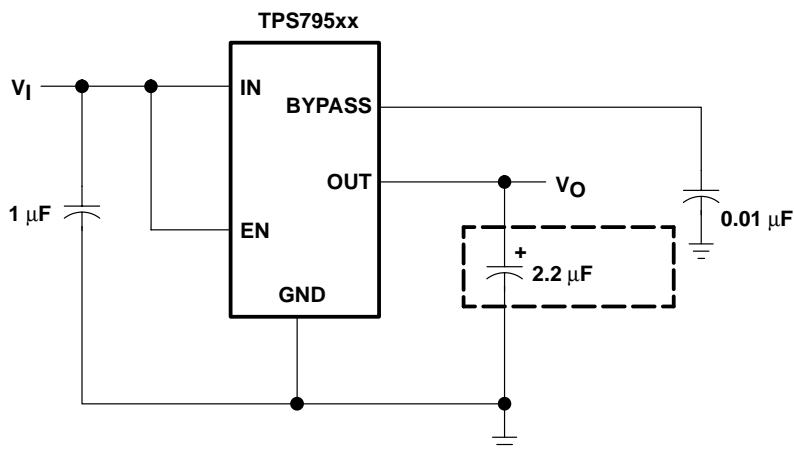 TPS795xx
VI
IN
BYPASS
OUT
VO
1 μF
EN
0.01 μF
+
2.2 μF
GND